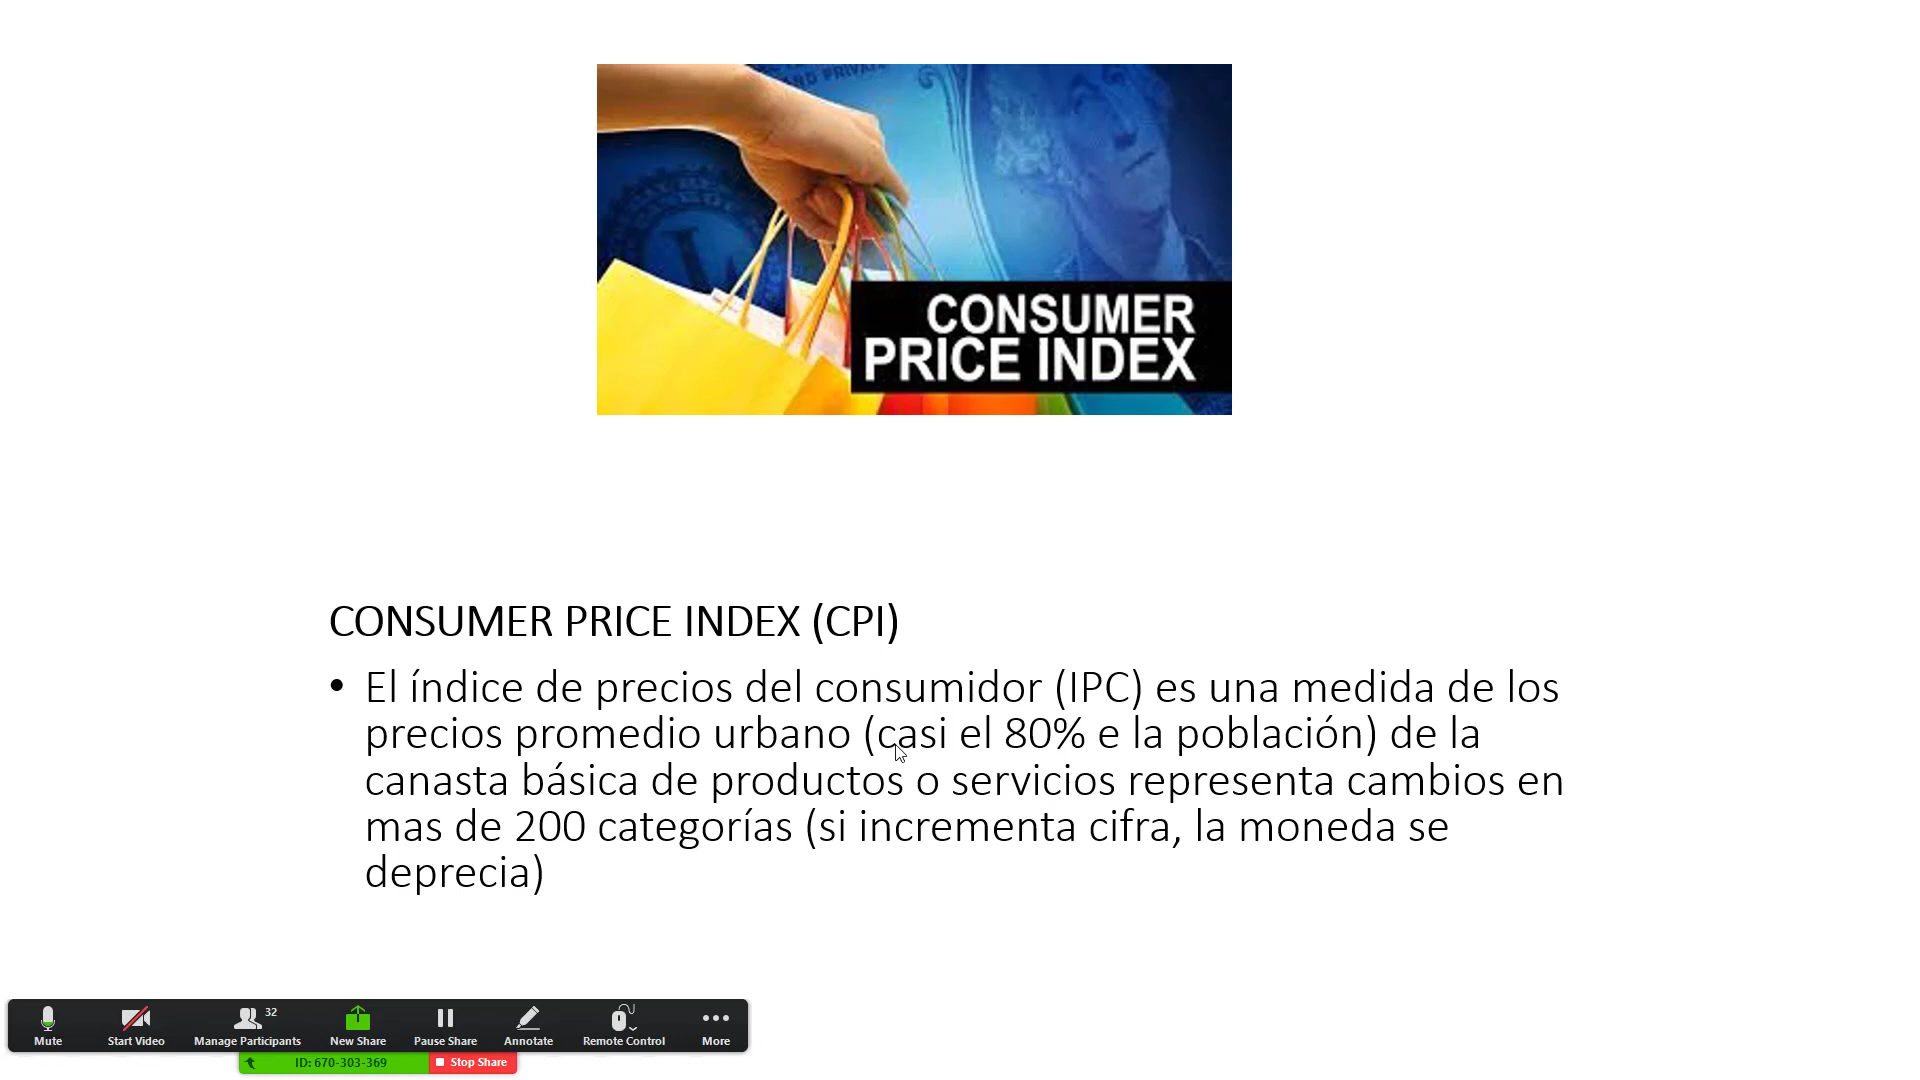 AND PRIVATE
CONSUMER
PRICE INDEX
CONSUMER PRICE INDEX (CPI)
• El índice de precios del consumidor (IPC) es una medida de los
precios promedio urbano (casi el 80% e la población) de la
canasta básica de productos o servicios representa cambios en
mas de 200 categorías (si incrementa cifra, la moneda se
deprecia)
32
Mute Start Video Manage Participants New Share Pause Share Annotate Remote Control More
ID: 670-303-369 Stop Share